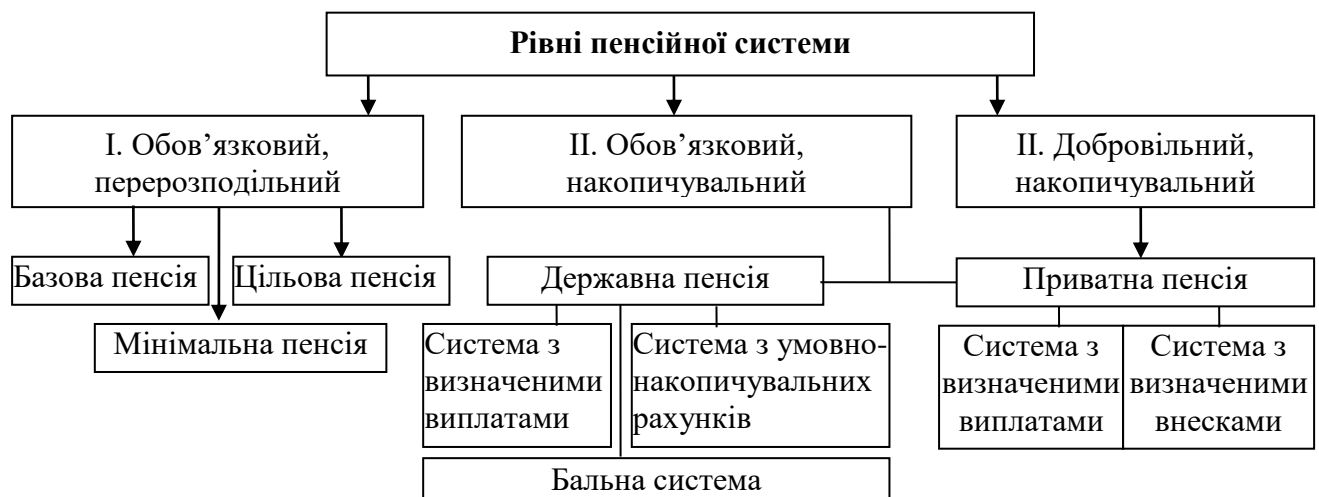 Рівні пенсійної системи
І. Обов’язковий,
перерозподільний
ІІ. Обов’язковий,
накопичувальний
ІІ. Добровільний,
накопичувальний
Базова пенсія
Цільова пенсія
Мінімальна пенсія
Державна пенсія
Приватна пенсія
Система з
визначеними
виплатами
Система з умовно-
накопичувальних
рахунків
Система з
визначеними
виплатами
Система з
визначеними
внесками
Бальна система